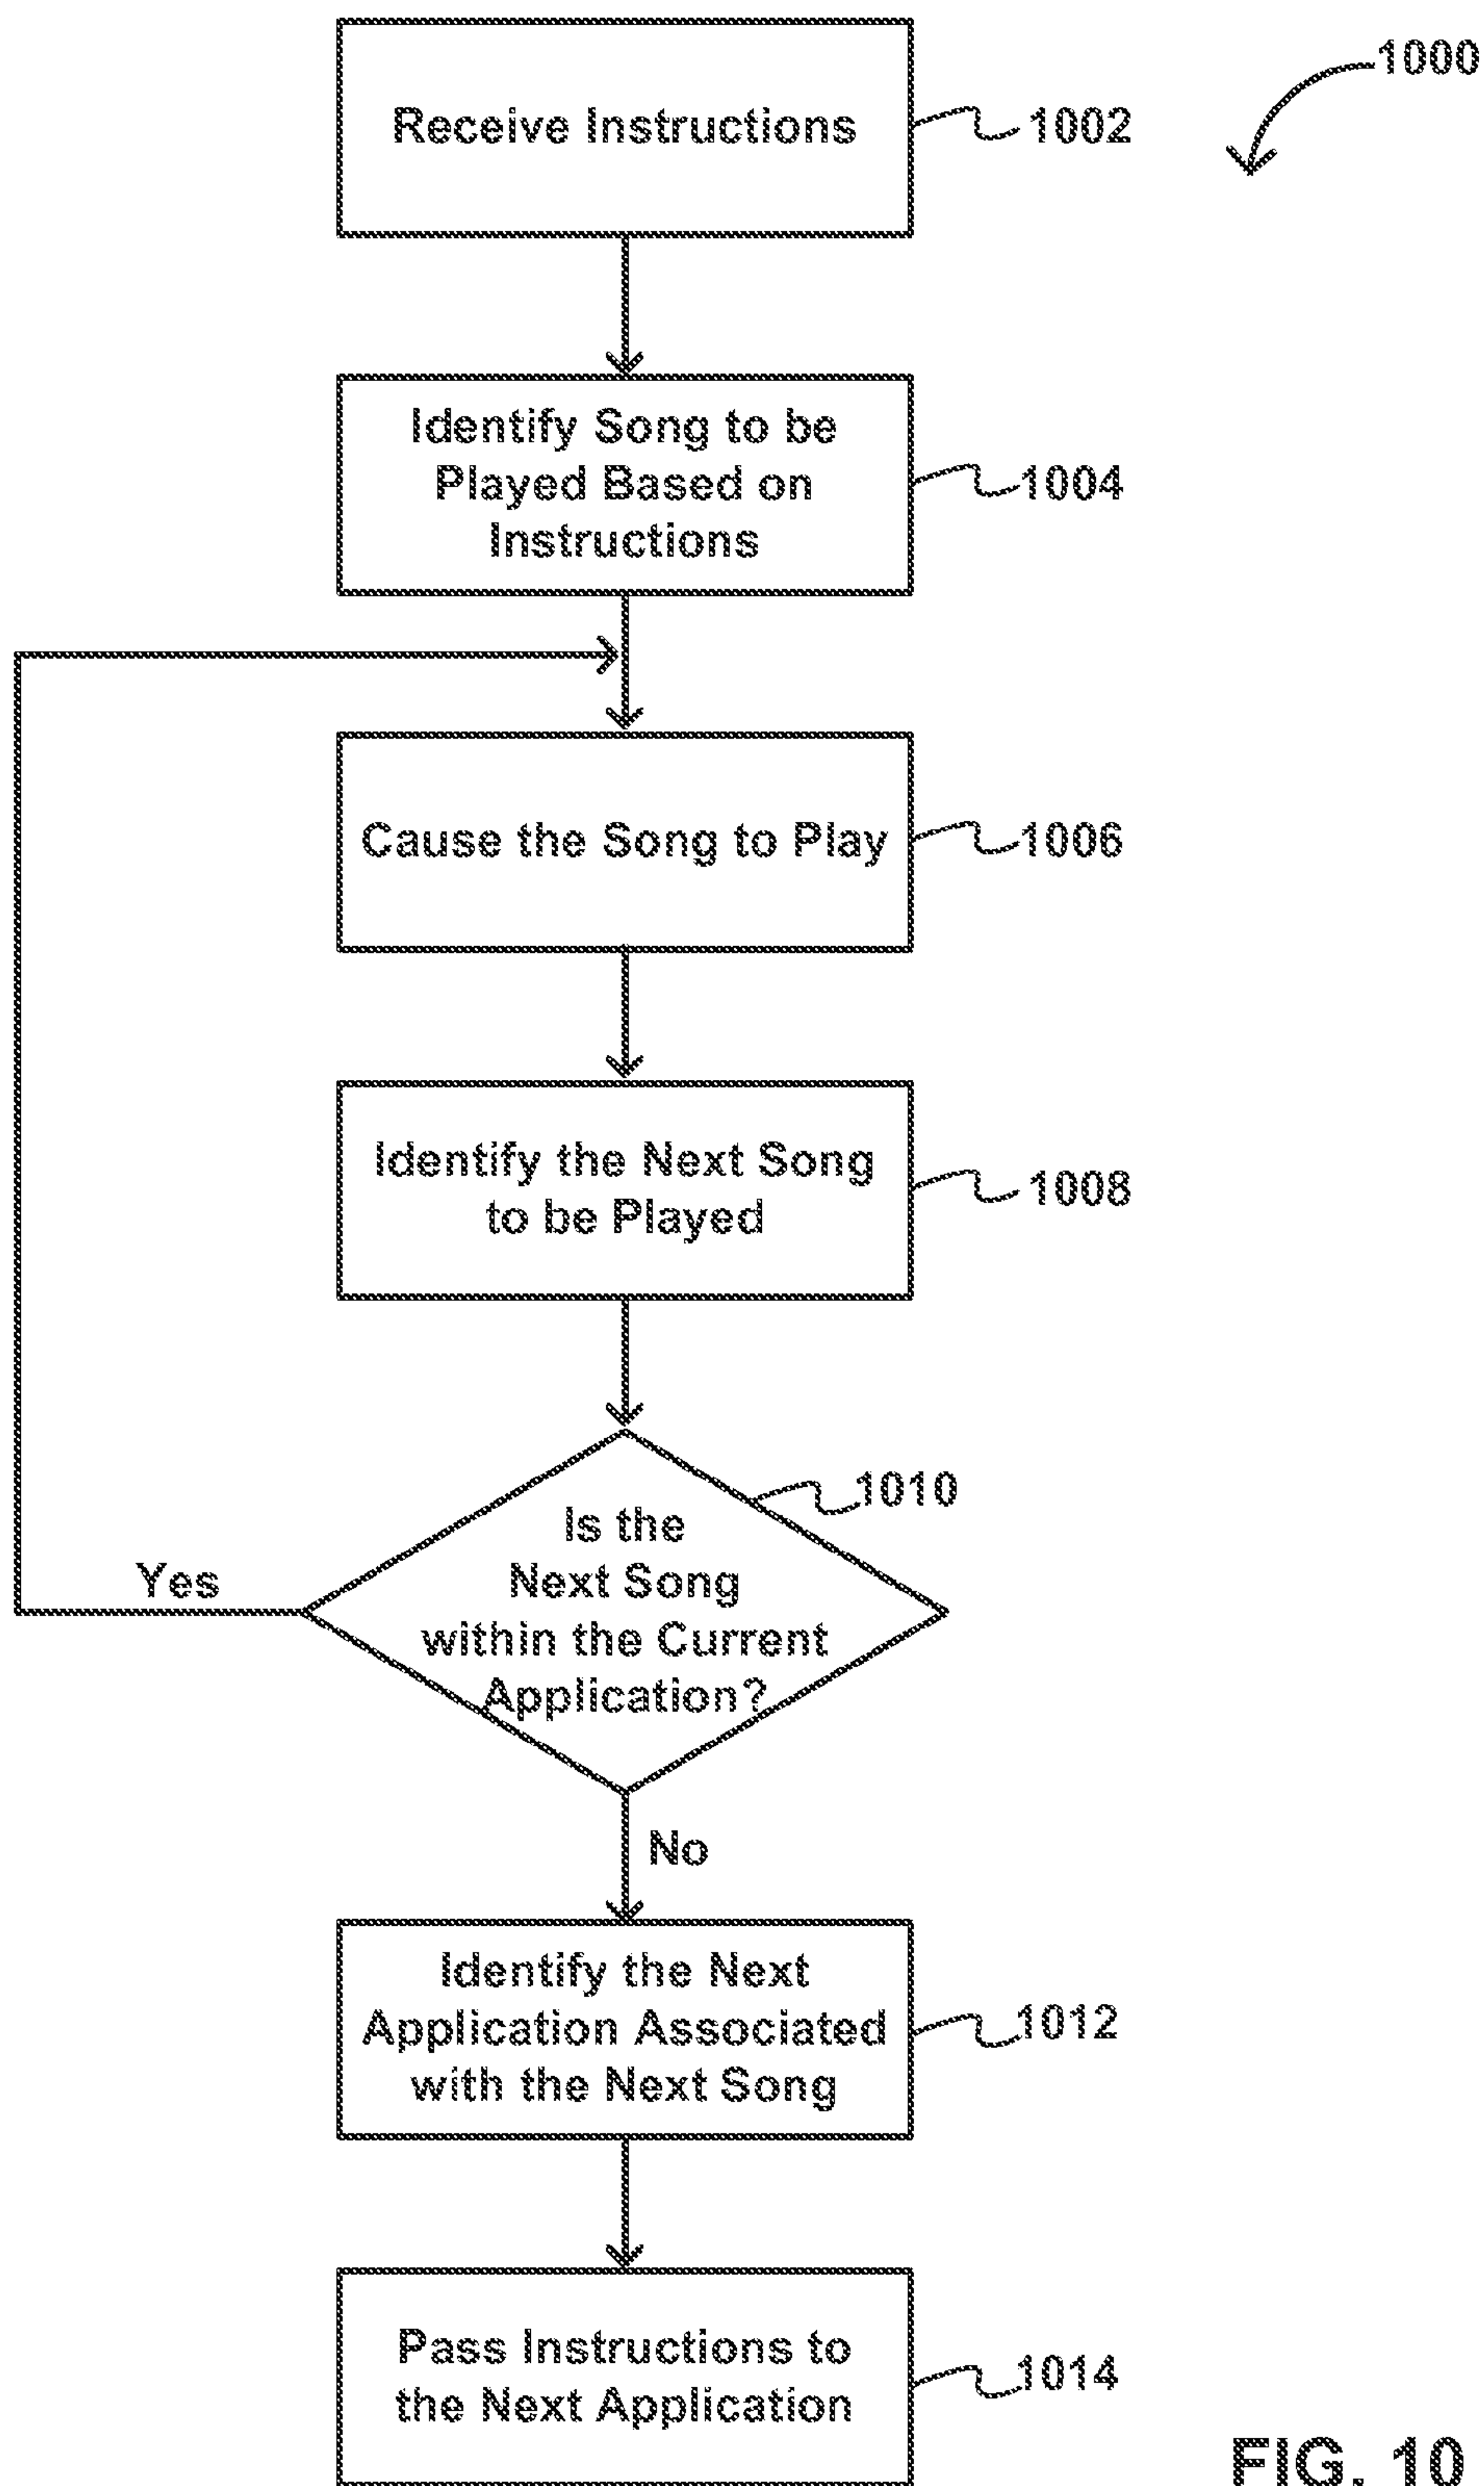 1000
Receive Instructions
1002
Identify Song to be
Played Based on
Instructions
1004
Cause the Song to Play
1006
Identify the Next Song
to be Played
1008
1010
Is the
Next Song
within the Current
Application?
Yes
No
Identify the Next
Application Associated
with the Next Song
1012
Pass Instructions to
the Next Application
1014
FIG. 10